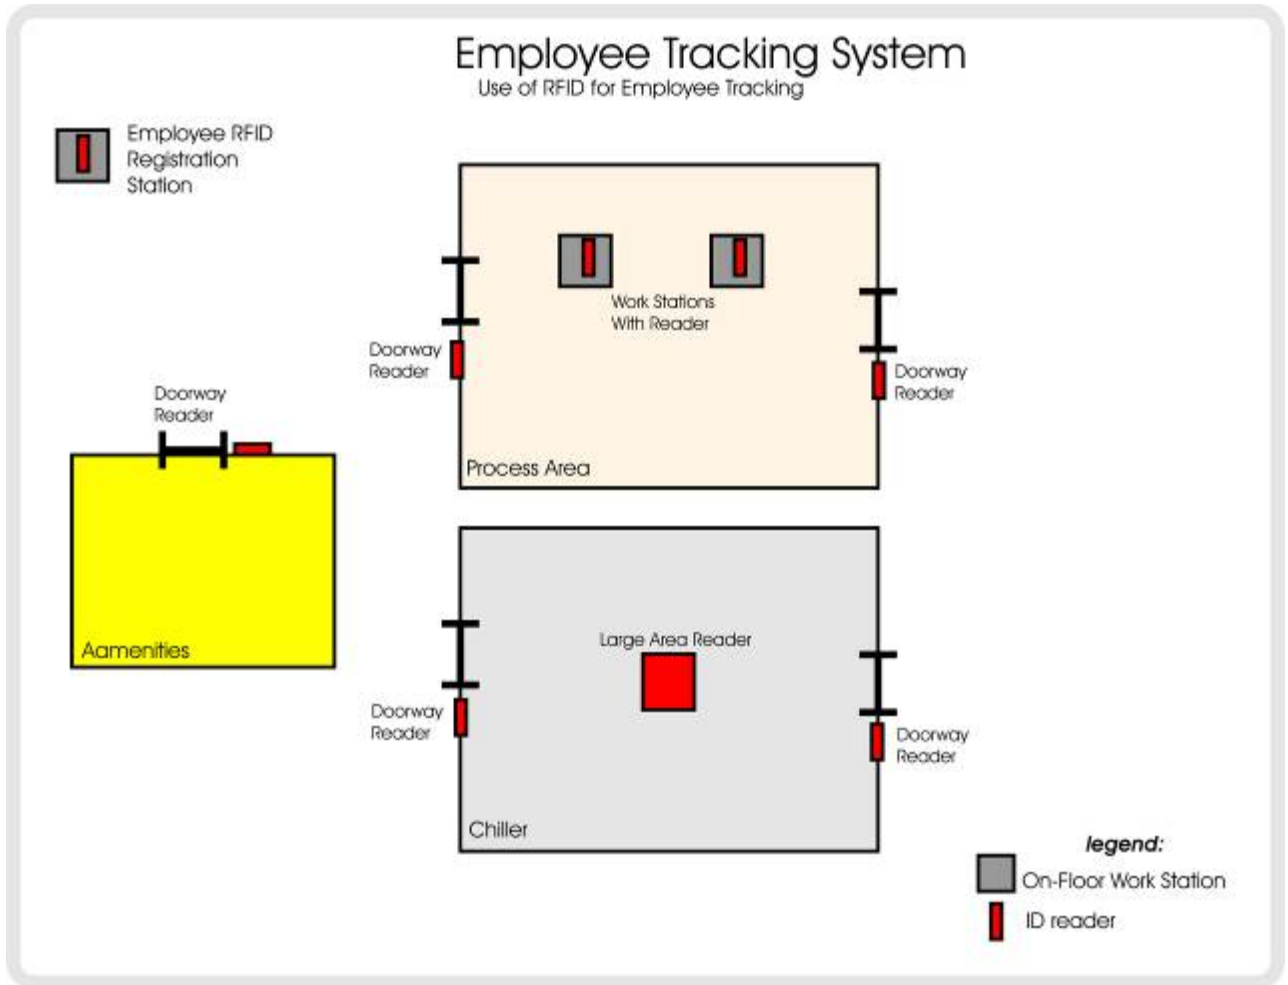 Employee Tracking System
Use of RFID for Employee Tracking
Employee RFID
Registration
Station
Work Stations
With Reader
Doorway
Reader
Doorway
Reader
Doorway
Reader
Process Area
Aamenities
Large Area Reader
Doorway
Reader
Doorway
Reader
Chiller
legend:
On-Floor Work Station
ID reader